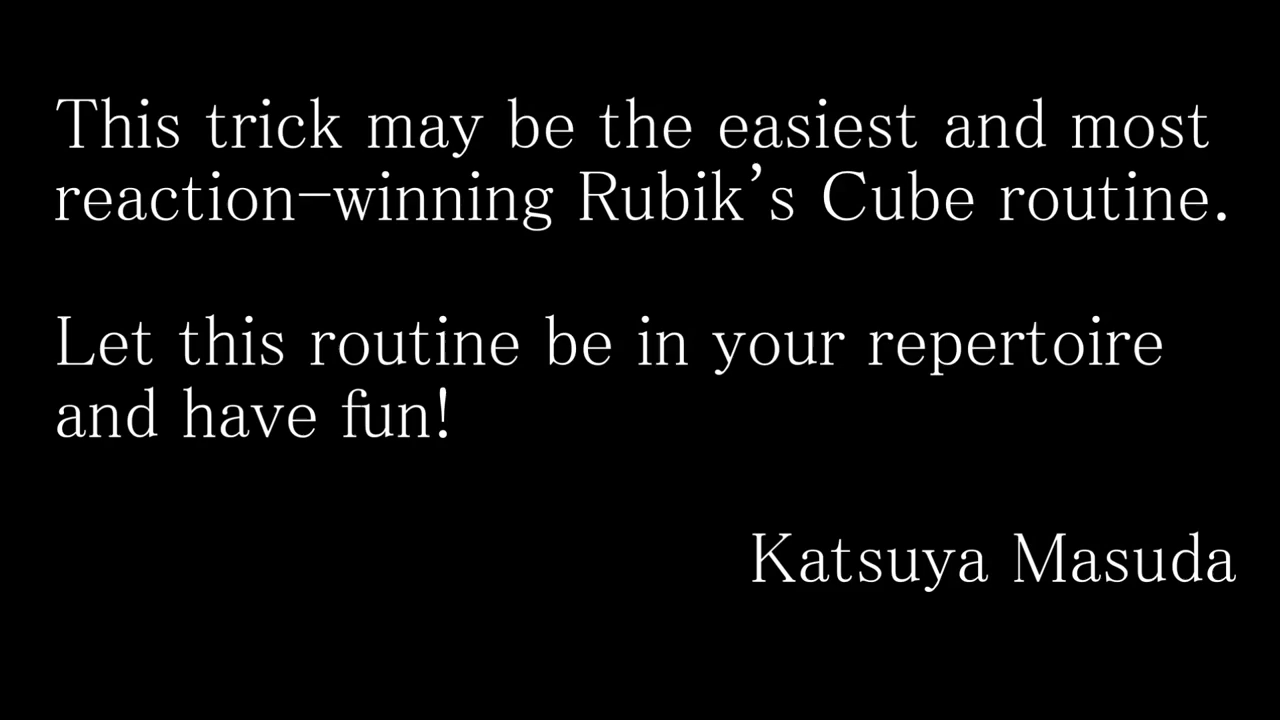 This trick may be the easiest and most
reaction-winning Rubik's Cube routine.
Let this routine be in your repertoire
and have fun!
Katsuya Masuda